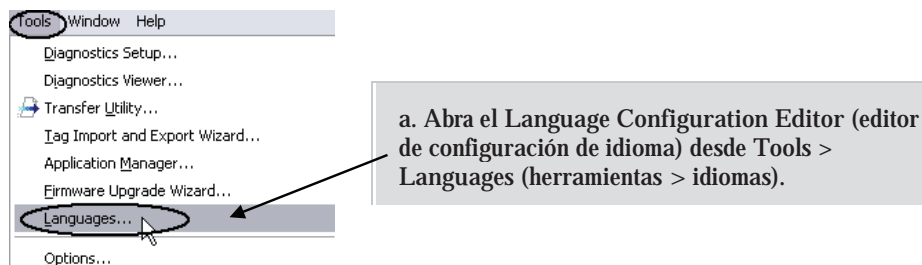 Tools Window Help
Diagnostics Setup...
Diagnostics Viewer...
Transfer Utility...
Tag Import and Export Wizard...
Application Manager...
Firmware Upgrade Wizard...
Languages...
Options...
a. Abra el Language Configuration Editor (editor
de configuración de idioma) desde Tools >
Languages (herramientas > idiomas).